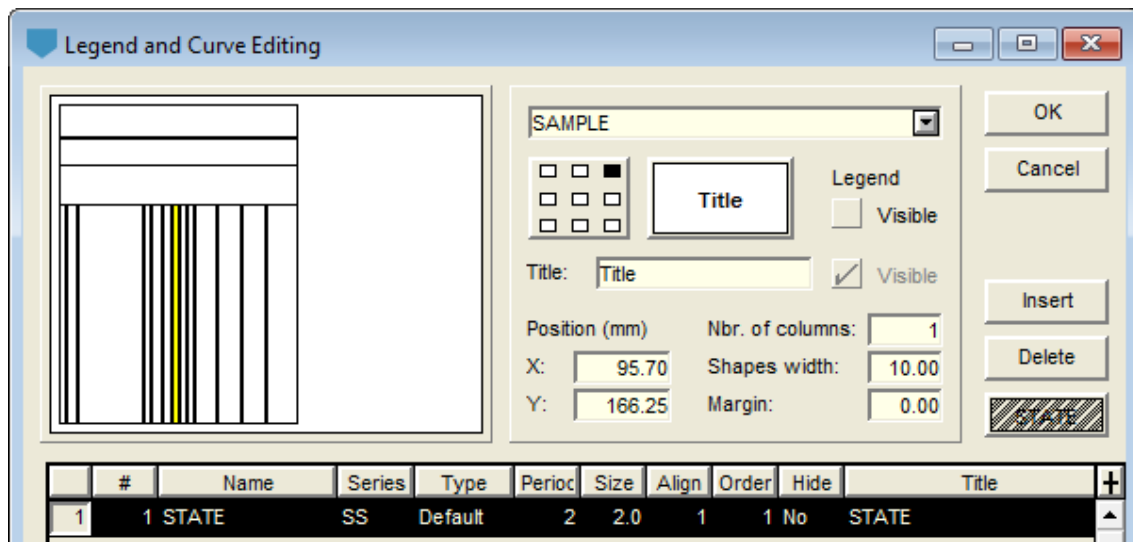 Legend and Curve Editing
SAMPLE
OK
Cancel
Title
Legend
Visible
Title: Title
Visible
Insert
Position (mm)
Nbr. of columns: 1
Delete
X: 95.70
Shapes width: 10.00
Y: 166.25
Margin: 0.00
STATE
# Name Series Type Perioc Size Align Order Hide Title
1 1 STATE SS Default 2 2.0 1 1 No STATE